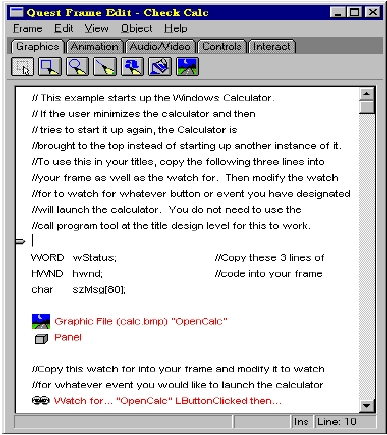 Quest Frame Edit - Check Calc
Frame Edit View Object Help
Graphics Animation Audio/Video Controls Interact
// This example starts up the Windows Calculator.
// If the user minimizes the calculator and then
// tries to start it up again, the Calculator is
//brought to the top instead of starting up another instance of it.
//To use this in your titles, copy the following three lines into
//your frame as well as the watch for. Then modify the watch
//for to watch for whatever button or event you have designated
//will launch the calculator. You do not need to use the
//call program tool at the title design level for this to work.
WORD wStatus; //Copy these 3 lines of
HWND hwnd; //code into your frame
char szMsg[80];
Graphic File (calc.bmp) "OpenCalc"
Panel
//Copy this watch for into your frame and modify it to watch
//for whatever event you would like to launch the calculator
Watch for... "OpenCalc" LButtonClicked then...
Ins Line: 10